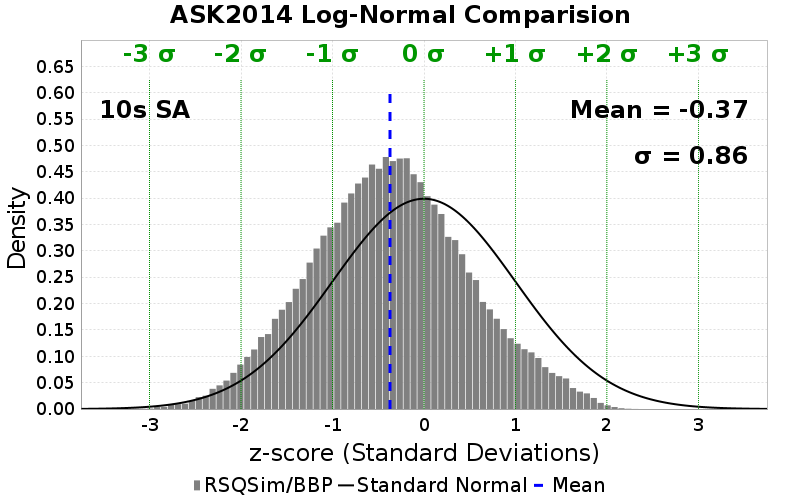 ASK2014 Log-Normal Comparision
-3 σ -2 σ -1 σ 0 σ +1 σ +2 σ +3 σ
10s SA
Mean = -0.37
σ = 0.86
Density
0.65
0.60
0.55
0.50
0.45
0.40
0.35
0.30
0.25
0.20
0.15
0.10
0.05
0.00
-3 -2 -1 0 1 2 3
z-score (Standard Deviations)
RSQSim/BBP Standard Normal Mean